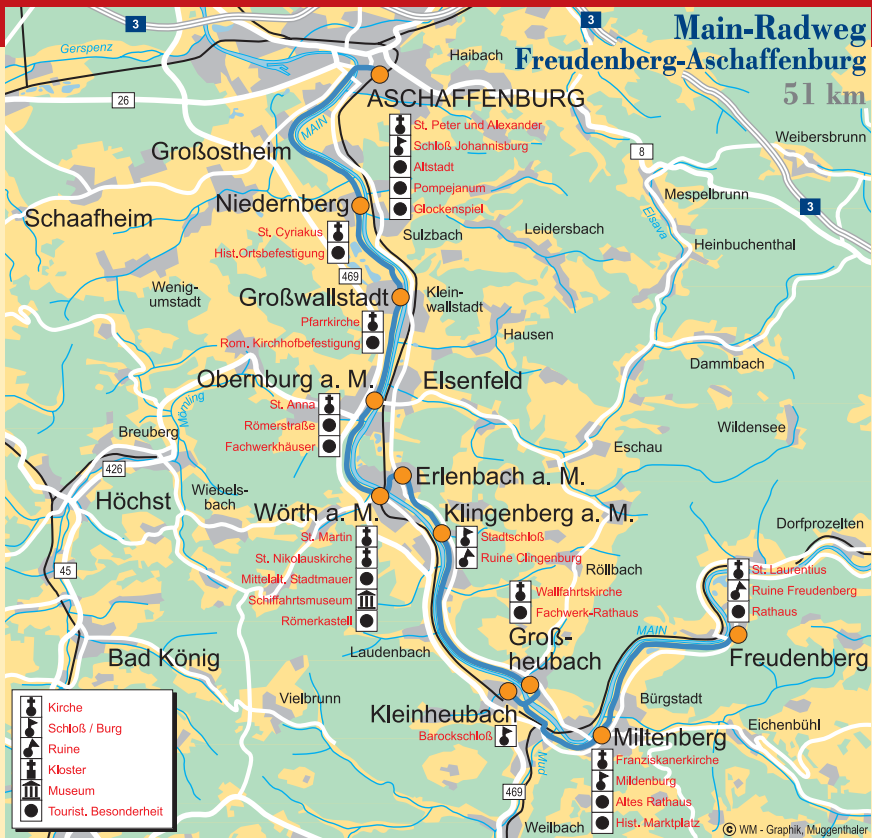 Main-Radweg
Freudenberg-Aschaffenburg
51 km
3
3
Gersprenz
Haibach
26
ASCHAFFENBURG
MAIN
St. Peter und Alexander
Schloß Johannisburg
Altstadt
Pompejanum
Glockenspiel
Weibersbrunn
8
Großostheim
Mespelbrunn
3
Schaafheim
Niedernberg
Elsava
St. Cyriakus
Hist.Ortsbefestigung
Sulzbach
Leidersbach
Heinbuchenthal
469
Wenig-
umstadt
Großwallstadt
Klein-
wallstadt
Pfarrkirche
Rom. Kirchhofbefestigung
Hausen
Dammbach
Obernburg a. M.
Elsenfeld
Mömling
St. Anna
Römerstraße
Fachwerkhäuser
Breuberg
Wildensee
Eschau
426
Höchst
Wiebels-
bach
Erlenbach a. M.
Wörth a. M.
Klingenberg a. M.
St. Martin
St. Nikolauskirche
Mittelalt. Stadtmauer
Schiffahrtsmuseum
Römerkastell
Stadtschloß
Ruine Clingenburg
Dorfprozelten
45
Röllbach
St. Laurentius
Ruine Freudenberg
Rathaus
Wallfahrtskirche
Fachwerk-Rathaus
MAIN
Groß-
heubach
Freudenberg
Laudenbach
Bad König
Vielbrunn
Kleinheubach
Bürgstadt
Barockschloß
Eichenbühl
Miltenberg
Mud
Franziskanerkirche
Mildenburg
Altes Rathaus
Hist. Marktplatz
469
Weilbach
Kirche
Schloß / Burg
Ruine
Kloster
Museum
Tourist. Besonderheit
© WM - Graphik, Muggenthaler